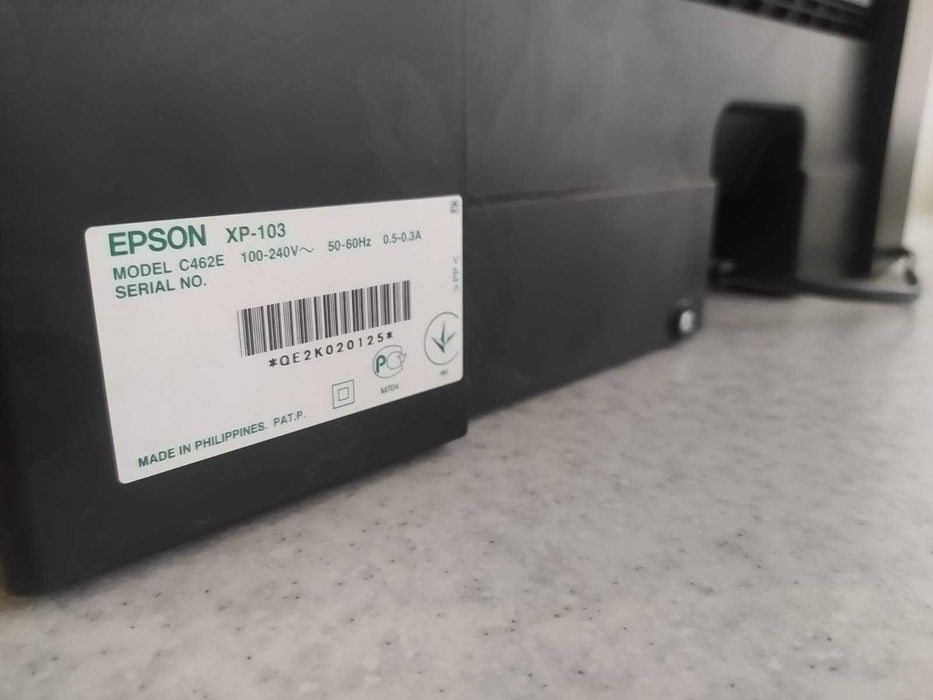 EPSON XP-103
MODEL C462E 100-240V~ 50-60Hz 0.5-0.3A
SERIAL NO.
*QE2K020125*
МЛ04
MADE IN PHILIPPINES. PAT.P.